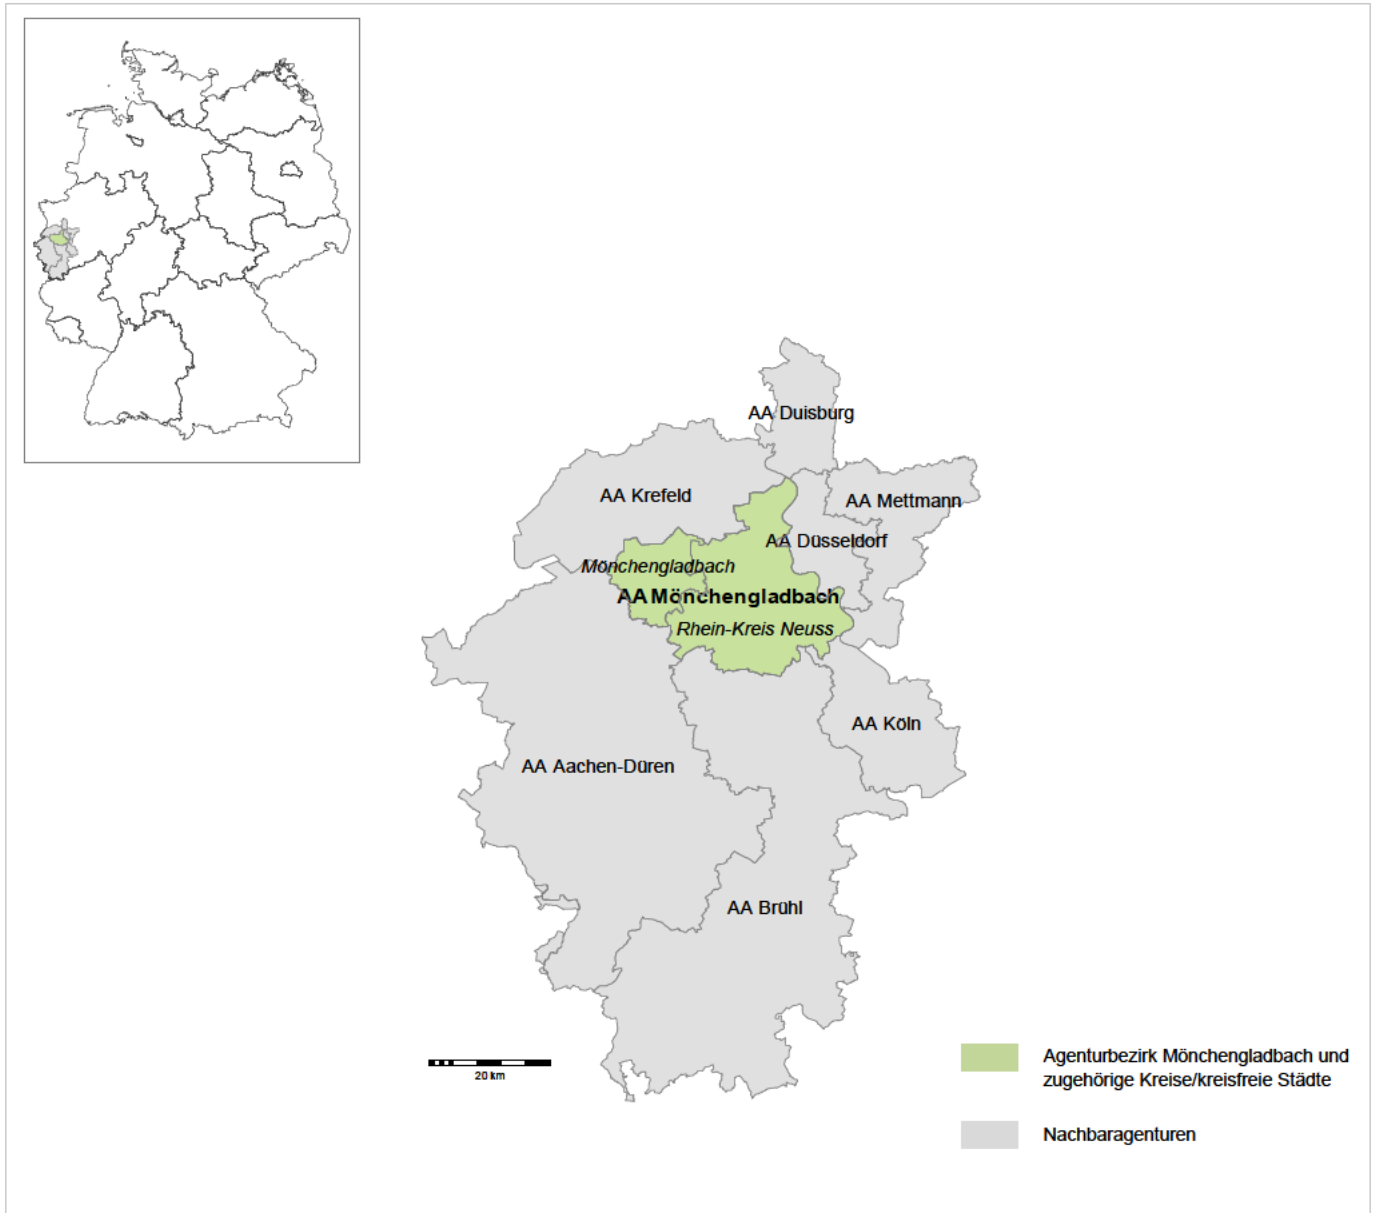 AA Duisburg
AA Krefeld
AA Mettmann
AA Düsseldorf
Mönchengladbach
AA Mönchengladbach
Rhein-Kreis Neuss
AA Köln
AA Aachen-Düren
AA Brühl
20 km
Agenturbezirk Mönchengladbach und
zugehörige Kreise/kreisfreie Städte
Nachbaragenturen